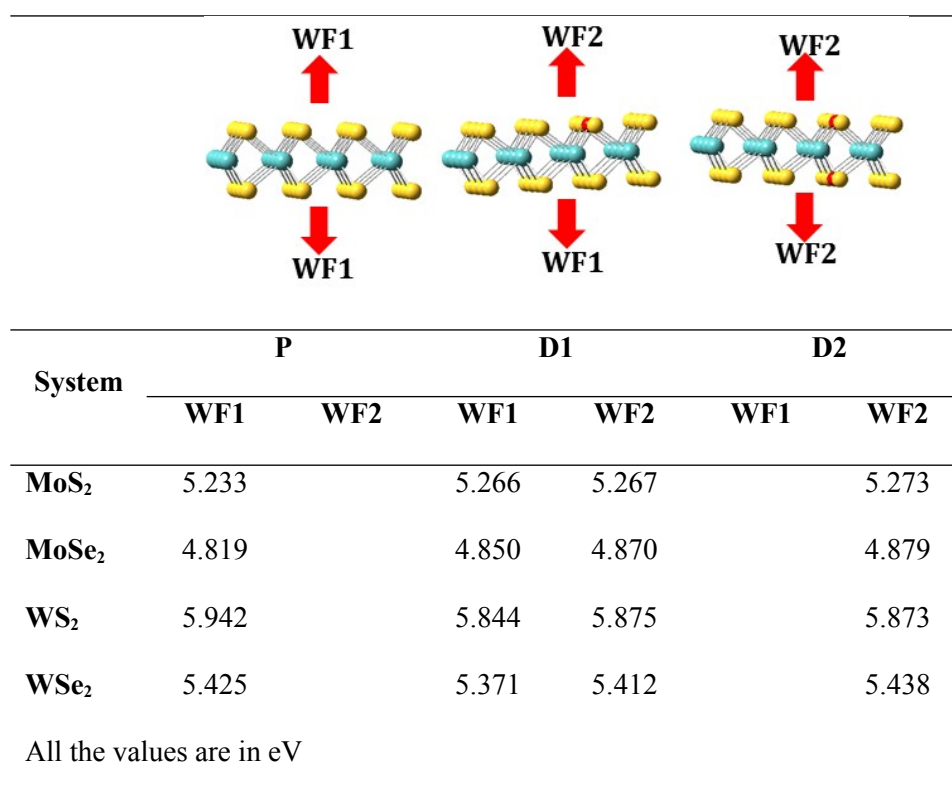 WF1 WF2 WF2
WF1 WF1 WF2
System P D1 D2
WF1 WF2 WF1 WF2 WF1 WF2
MoS₂ 5.233 5.266 5.267 5.273
MoSe₂ 4.819 4.850 4.870 4.879
WS₂ 5.942 5.844 5.875 5.873
WSe₂ 5.425 5.371 5.412 5.438
All the values are in eV